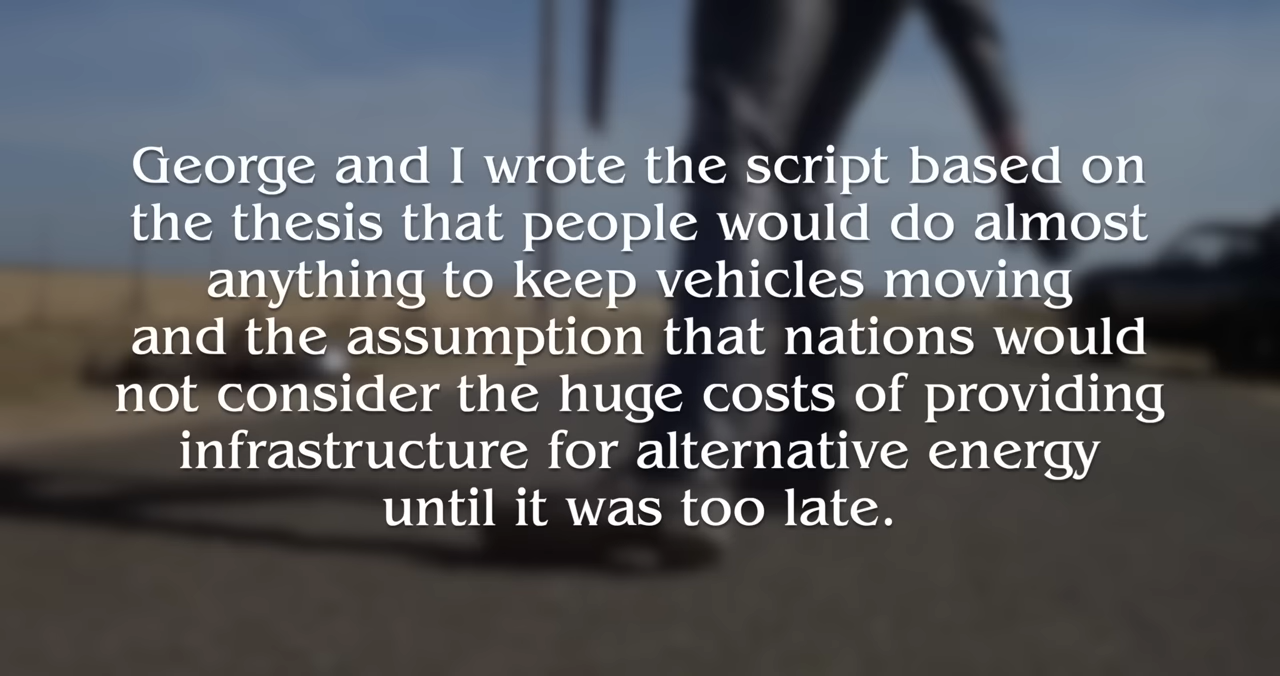 George and I wrote the script based on
the thesis that people would do almost
anything to keep vehicles moving
and the assumption that nations would
not consider the huge costs of providing
infrastructure for alternative energy
until it was too late.